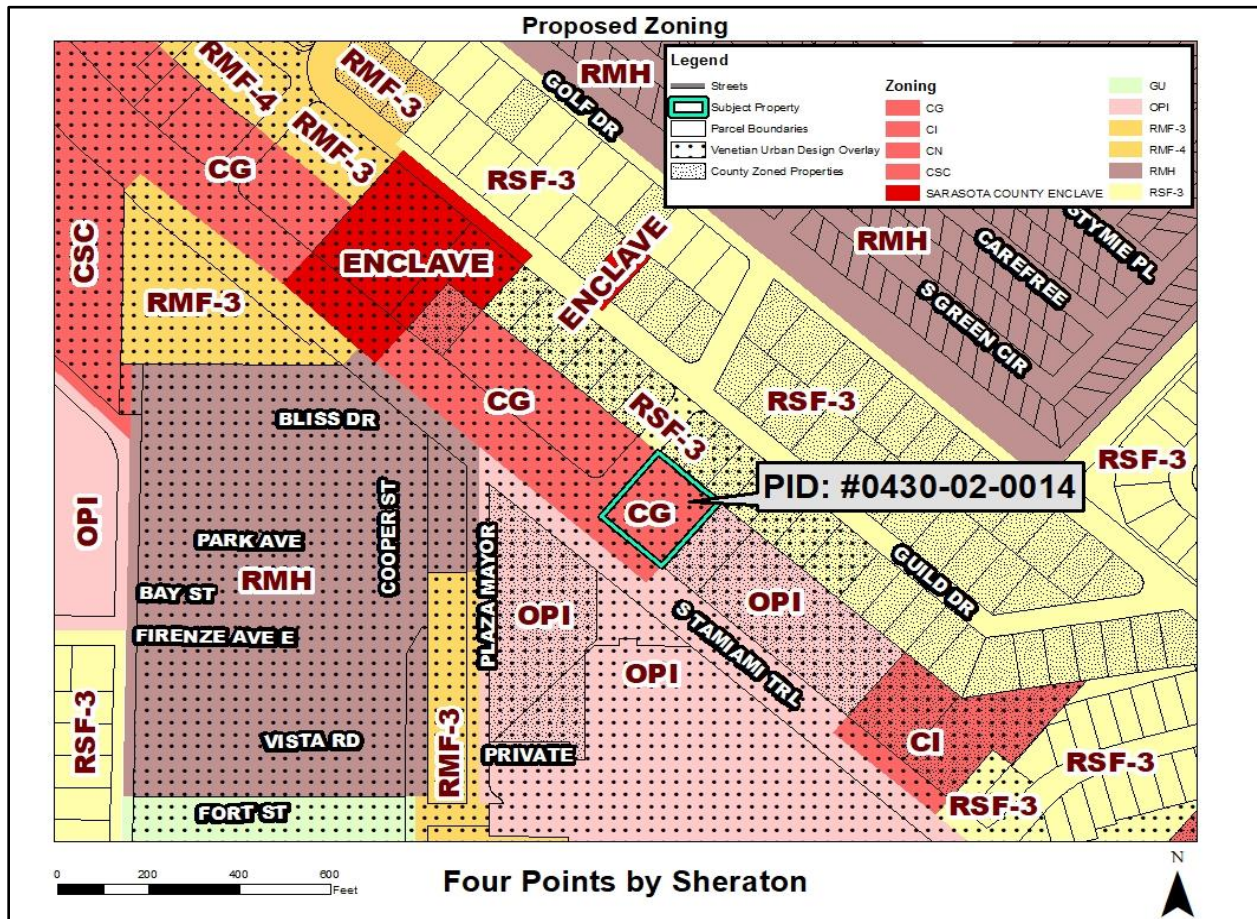 Proposed Zoning
Legend
Streets
Subject Property
Parcel Boundaries
Venetian Urban Design Overlay
County Zoned Properties
Zoning
CG
CI
CN
CSC
SARASOTA COUNTY ENCLAVE
GU
OPI
RMF-3
RMF-4
RMH
RSF-3
RMF-4
RMF-3
RMH
GOLF DR
RMF-3
CG
RSF-3
STYMIE PL
CSC
ENCLAVE
ENCLAVE
RMH
CAREFREE
S GREEN CIR
RMF-3
CG
RSF-3
RSF-3
BLISS DR
RSF-3
PID: #0430-02-0014
OPI
COOPER ST
CG
PARK AVE
RMH
BAY ST
FIRENZE AVE E
PLAZA MAYOR
OPI
OPI
GUILD DR
S TAMIAMI TRL
OPI
RSF-3
VISTA RD
RMF-3
PRIVATE
CI
RSF-3
RSF-3
FORT ST
0 200 400 600
Feet
Four Points by Sheraton
N